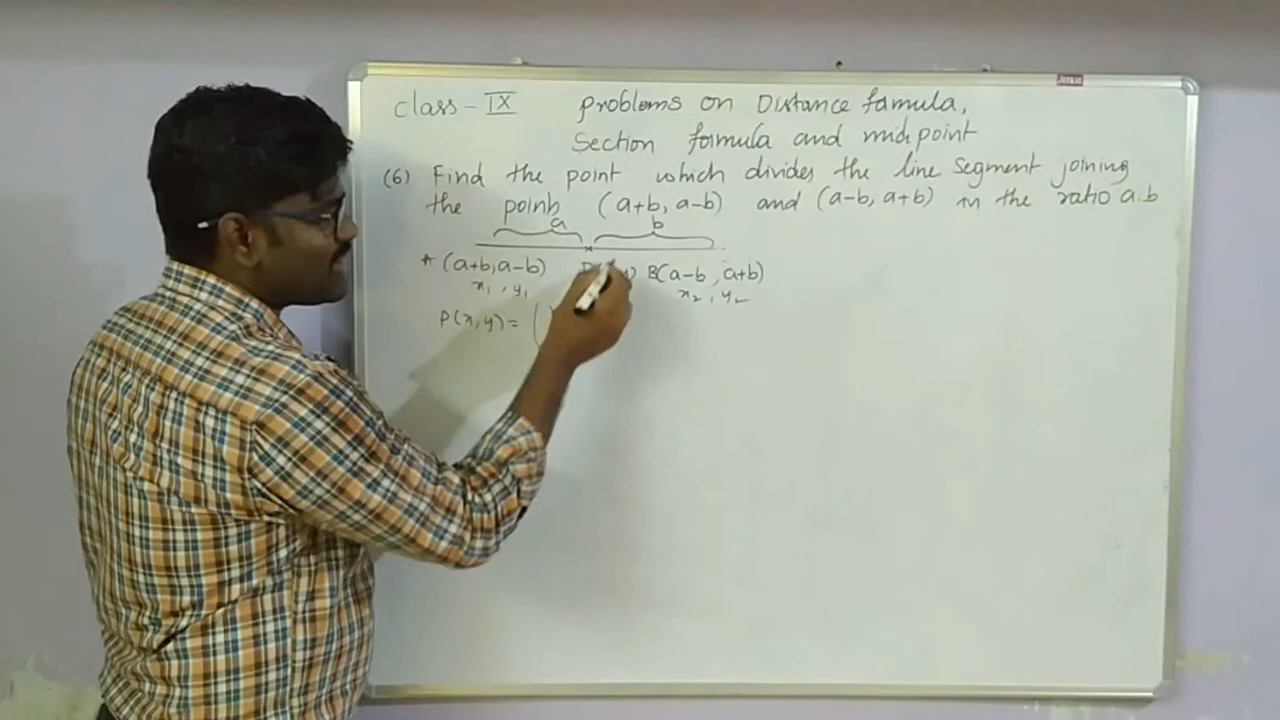 class - IX problems on Distance formula,
Section formula and midpoint
(6) Find the point which divides the line segment joining
the points (a+b, a-b) and (a-b, a+b) in the ratio a:b
a b
A (a+b, a-b) B(a-b, a+b)
x₁, y₁ x₂, y₂
P(x, y) = (